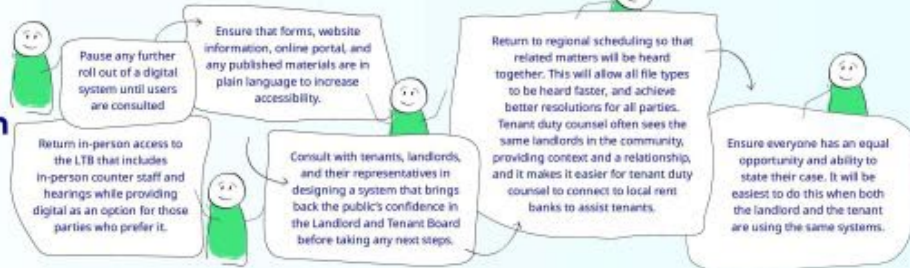 Pause any further
roll out of a digital
system until users
are consulted
Ensure that forms, website
information, online portal, and
any published materials are in
plain language to increase
accessibility.
Return in-person access to
the LTB that includes
in-person counter staff and
hearings while providing
digital as an option for those
parties who prefer it.
Consult with tenants, landlords,
and their representatives in
designing a system that brings
back the public's confidence in
the Landlord and Tenant Board
before taking any next steps.
Return to regional scheduling so that
related matters will be heard
together. This will allow all file types
to be heard faster, and achieve
better resolutions for all parties.
Tenant duty counsel often sees the
same landlords in the community,
providing context and a relationship,
and it makes it easier for tenant duty
counsel to connect to local rent
banks to assist tenants.
Ensure everyone has an equal
opportunity and ability to
state their case. It will be
easiest to do this when both
the landlord and the tenant
are using the same systems.